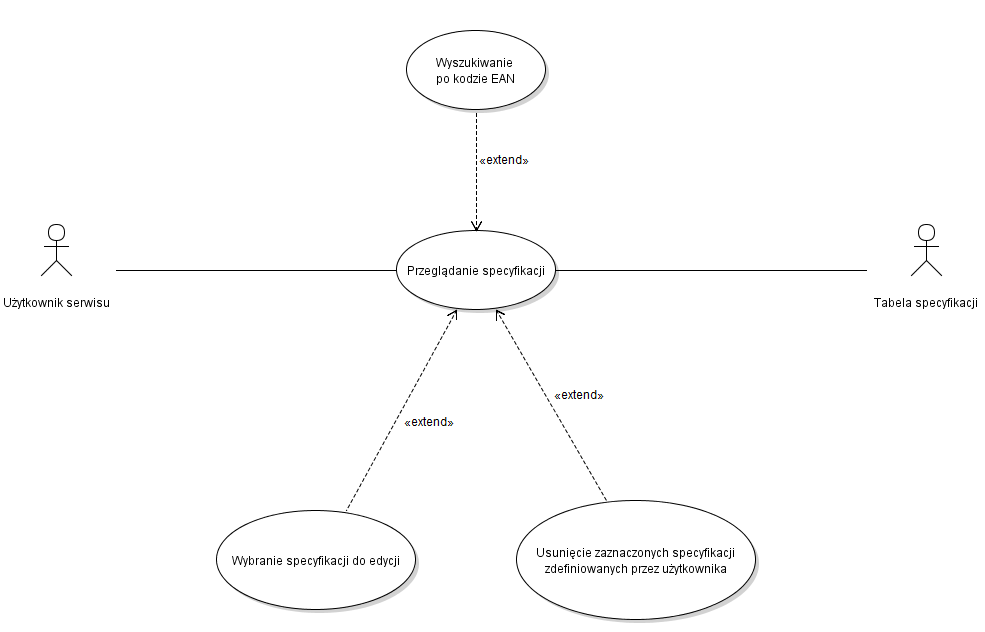 Wyszukiwanie
po kodzie EAN
«extend»
Przeglądanie specyfikacji
Użytkownik serwisu
Tabela specyfikacji
«extend»
«extend»
Wybranie specyfikacji do edycji
Usunięcie zaznaczonych specyfikacji
zdefiniowanych przez użytkownika